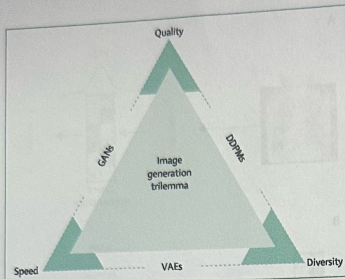 Quality
GANs
DDPMs
Image
generation
trilemma
Speed
VAEs
Diversity